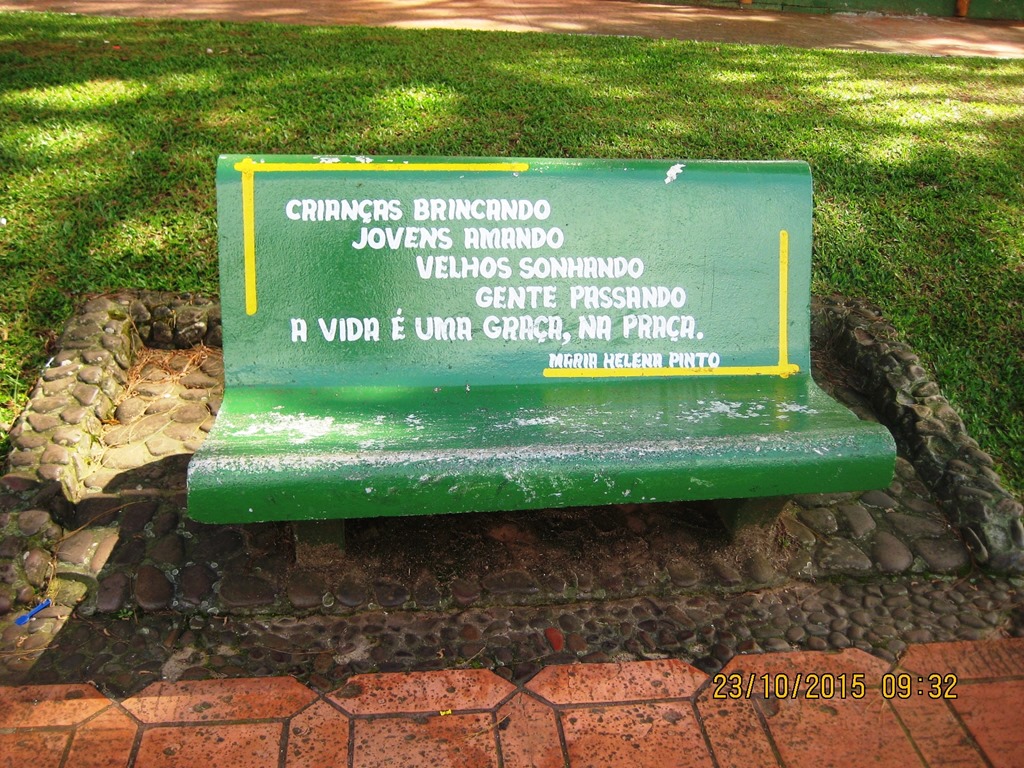 CRIANÇAS BRINCANDO
JOVENS AMANDO
VELHOS SONHANDO
GENTE PASSANDO
A VIDA É UMA GRAÇA, NA PRAÇA.
MARIA HELENA PINTO
23/10/2015 09:32